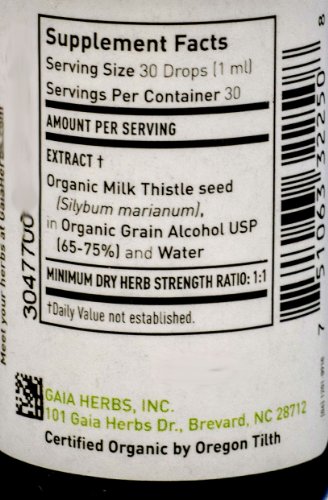 Supplement Facts
Serving Size 30 Drops (1 ml)
Servings Per Container 30
AMOUNT PER SERVING
EXTRACT †
Organic Milk Thistle seed
(Silybum marianum),
in Organic Grain Alcohol USP
(65-75%) and Water
MINIMUM DRY HERB STRENGTH RATIO: 1:1
†Daily Value not established.
GAIA HERBS, INC.
101 Gaia Herbs Dr., Brevard, NC 28712
Certified Organic by Oregon Tilth
Meet your herbs at GaiaHerbs.com
3047700
7 51063 32250 8